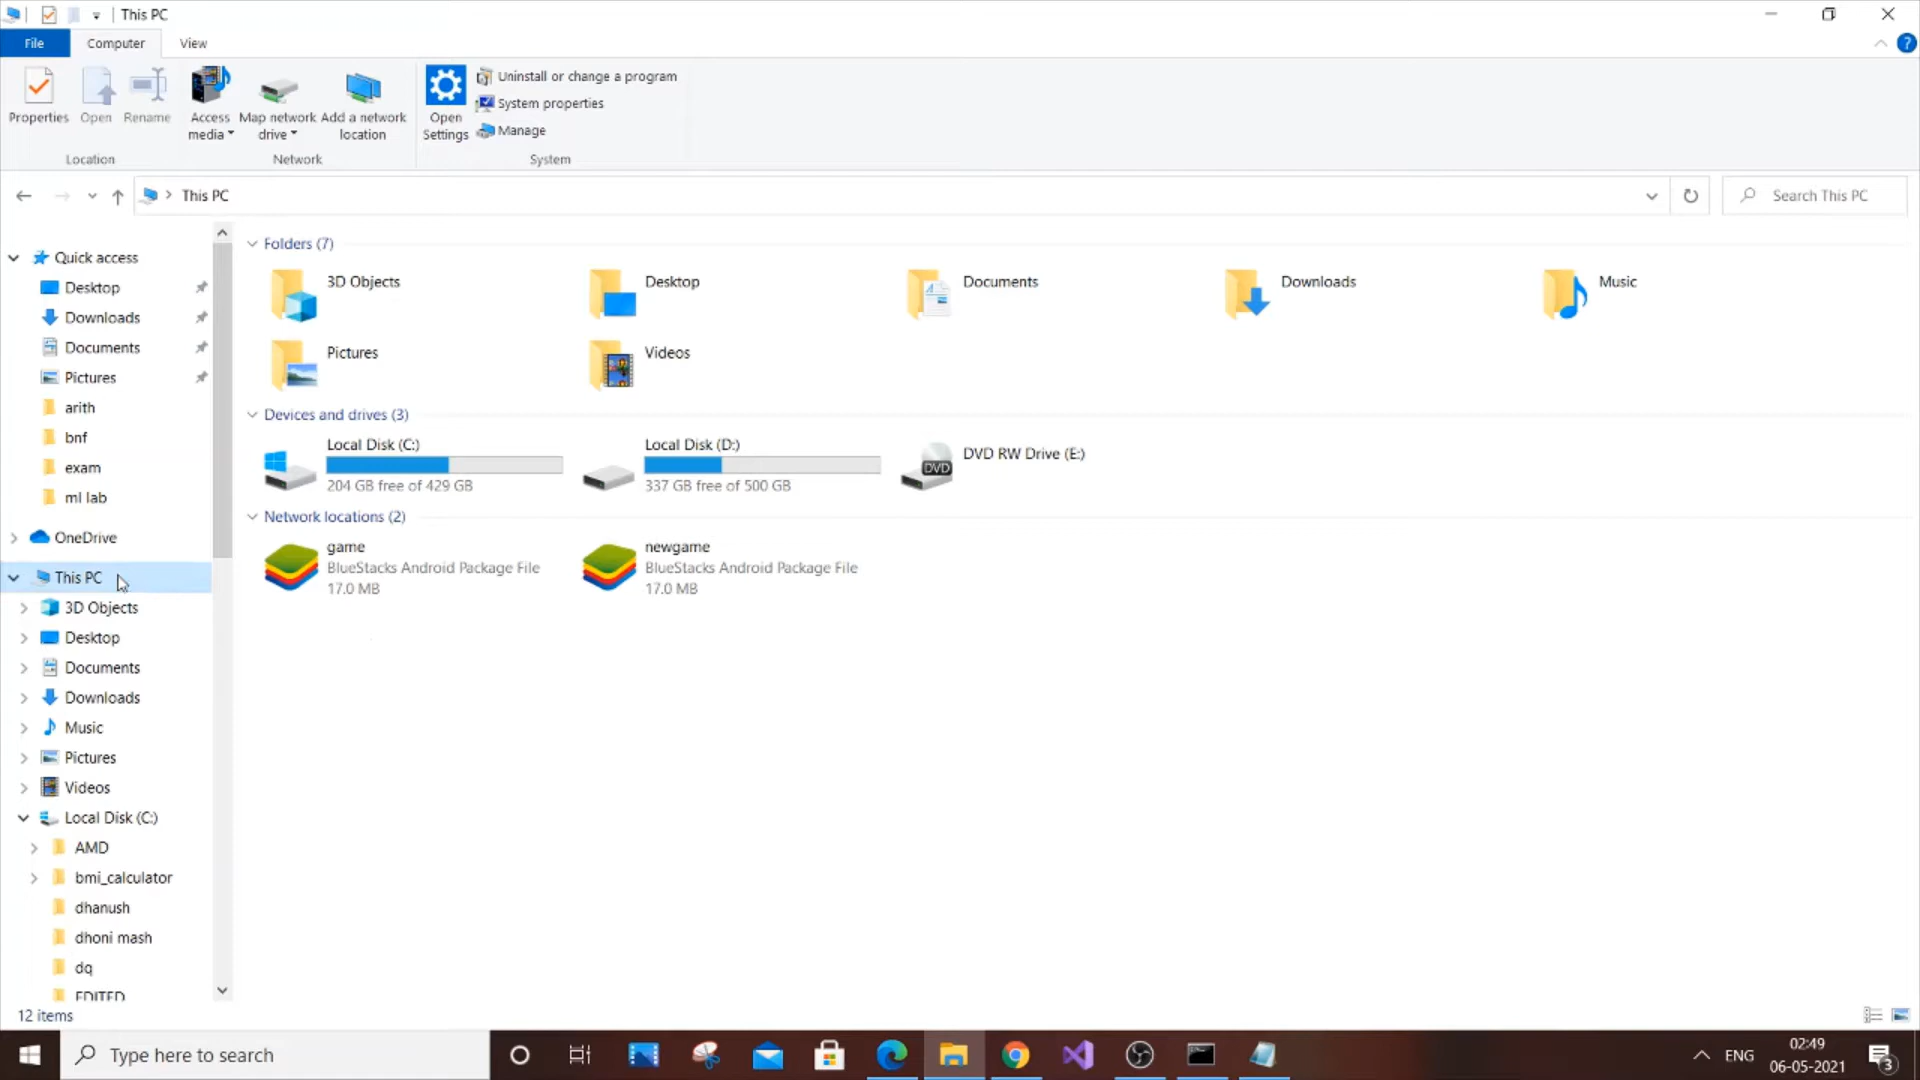 This PC
File
Computer
View
Properties
Open
Rename
Access media
Map network drive
Add a network location
Open Settings
Uninstall or change a program
System properties
Manage
Location
Network
System
This PC
Search This PC
Quick access
Desktop
Downloads
Documents
Pictures
arith
bnf
exam
ml lab
OneDrive
This PC
3D Objects
Desktop
Documents
Downloads
Music
Pictures
Videos
Local Disk (C:)
AMD
bmi_calculator
dhanush
dhoni mash
dq
EDITED
Folders (7)
3D Objects
Desktop
Documents
Downloads
Music
Pictures
Videos
Devices and drives (3)
Local Disk (C:)
204 GB free of 429 GB
Local Disk (D:)
337 GB free of 500 GB
DVD
DVD RW Drive (E:)
Network locations (2)
game
BlueStacks Android Package File
17.0 MB
newgame
BlueStacks Android Package File
17.0 MB
12 items
Type here to search
ENG
02:49
06-05-2021
3